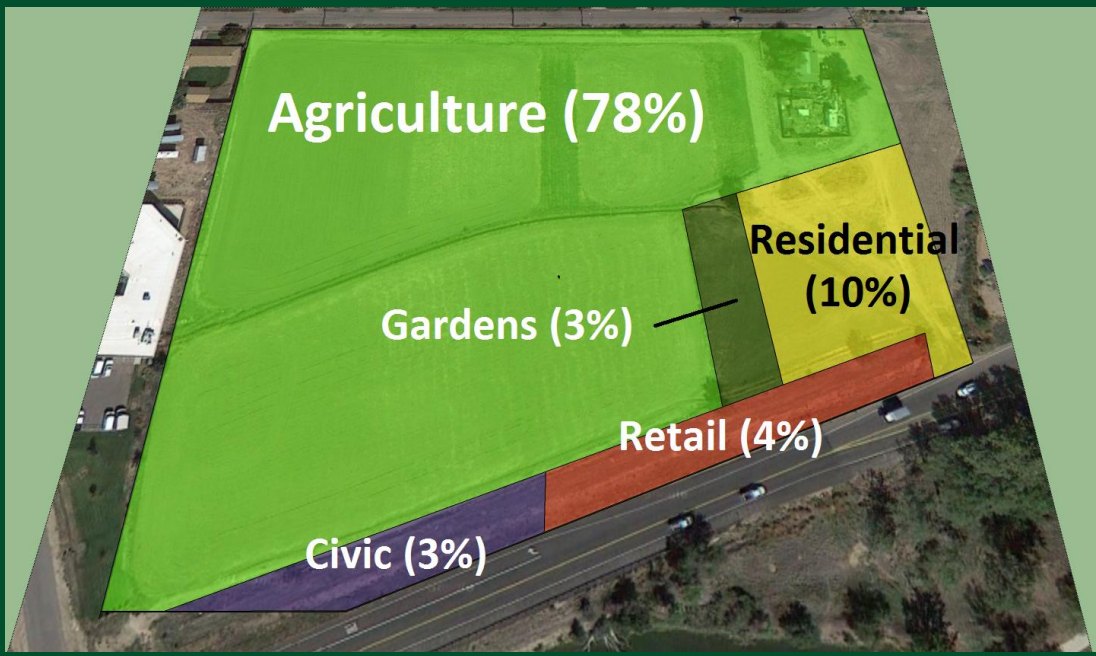 Agriculture (78%)
Residential
(10%)
Gardens (3%)
Retail (4%)
Civic (3%)